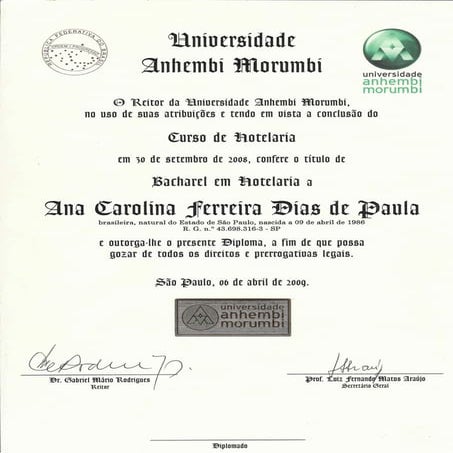 REPÚBLICA FEDERATIVA DO BRASIL
Universidade
Anhembi Morumbi
universidade
anhembi
morumbi
O Reitor da Universidade Anhembi Morumbi,
no uso de suas atribuições e tendo em vista a conclusão do
Curso de Hotelaria
em 30 de setembro de 2008, confere o título de
Bacharel em Hotelaria a
Ana Carolina Ferreira Dias de Paula
brasileira, natural do Estado de São Paulo, nascida a 09 de abril de 1986
R. G. n.º 43.698.316-3 - SP
e outorga-lhe o presente Diploma, a fim de que possa
gozar de todos os direitos e prerrogativas legais.
São Paulo, 06 de abril de 2009.
universidade
anhembi
morumbi
Dr. Gabriel Mário Rodrigues
Reitor
Prof. Luiz Fernando Matos Araújo
Secretário Geral
Diplomado